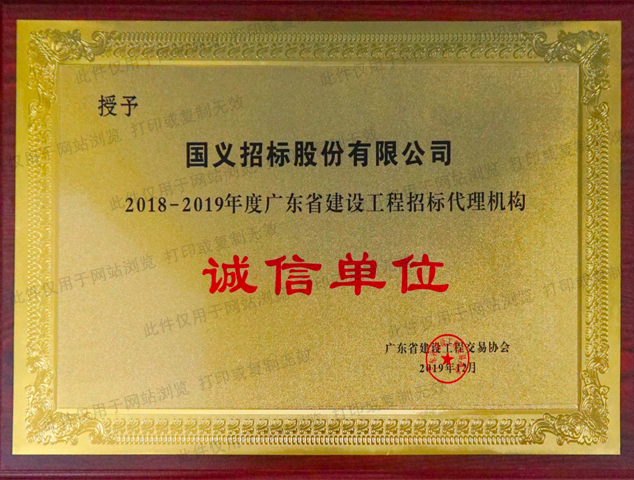 授予
国义招标股份有限公司
2018-2019年度广东省建设工程招标代理机构
诚信单位
广东省建设工程交易协会
2019年12月
此件仅用于网站浏览 打印或复制无效